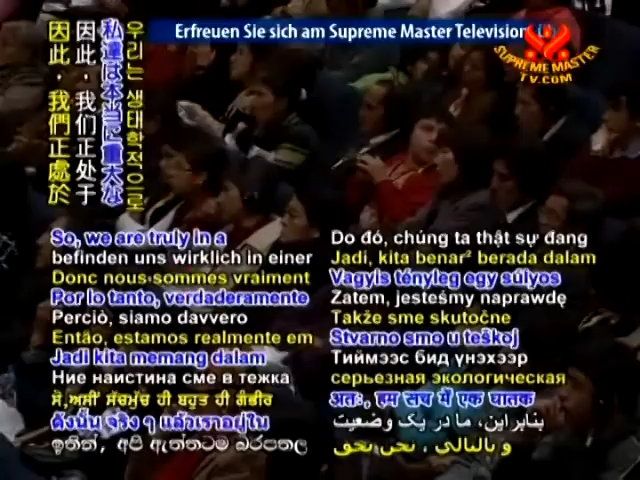 Erfreuen Sie sich am Supreme Master Television
SUPREME MASTER
TV.COM
因此，我們正處於
因此，我们正处于
私達は本当に重大な
우리는 생태학적으로
So, we are truly in a
befinden uns wirklich in einer
Donc nous sommes vraiment
Por lo tanto, verdaderamente
Perciò, siamo davvero
Então, estamos realmente em
Jadi kita memang dalam
Ние наистина сме в тежка
ਸੋ,ਅਸੀਂ ਸੱਚਮੁੱਚ ਹੀ ਬਹੁਤ ਹੀ ਗੰਭੀਰ
ดังนั้น จริง ๆ แล้วเราอยู่ใน
ඉතින්, අපි ඇත්තටම බරපතල
Do đó, chúng ta thật sự đang
Jadi, kita benar² berada dalam
Vagyis tényleg egy súlyos
Zatem, jesteśmy naprawdę
Takže sme skutočne
Stvarno smo u teškoj
Тиймээс бид үнэхээр
серьезная экологическая
अतः, हम सच में एक घातक
بنابراین، ما در یک وضعیت
و بالتالي ، نحن نحق